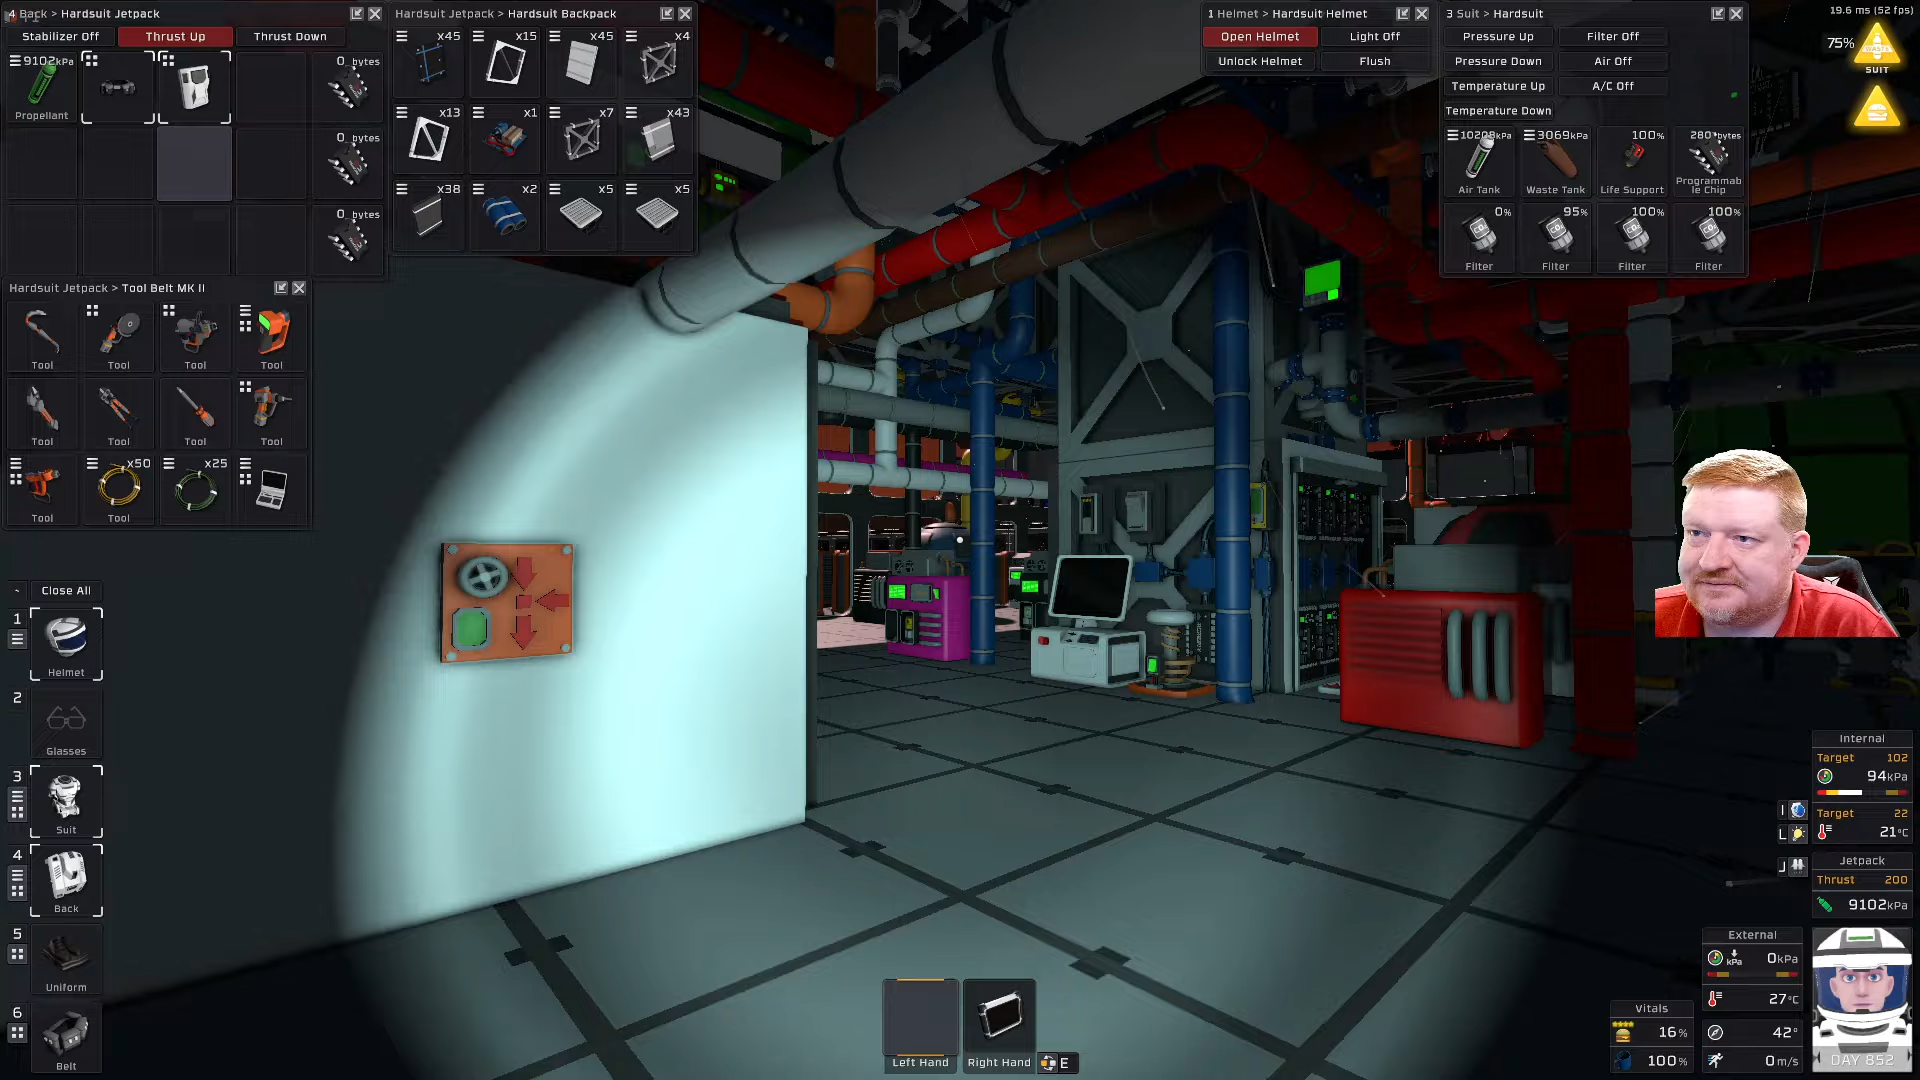 4 Back > Hardsuit Jetpack
Stabilizer Off
Thrust Up
Thrust Down
9102kPa
Propellant
0 bytes
0 bytes
0 bytes
Hardsuit Jetpack > Hardsuit Backpack
x45
x15
x45
x4
x13
x1
x7
x43
x38
x2
x5
x5
1 Helmet > Hardsuit Helmet
Open Helmet
Light Off
Unlock Helmet
Flush
3 Suit > Hardsuit
Pressure Up
Filter Off
Pressure Down
Air Off
Temperature Up
A/C Off
Temperature Down
10208kPa
3069kPa
100%
280 bytes
Air Tank
Waste Tank
Life Support
Programmab
le Chip
0%
95%
100%
100%
Filter
Filter
Filter
Filter
19.6 ms (52 fps)
75%
WASTE
SUIT
Hardsuit Jetpack > Tool Belt MK II
Tool
Tool
Tool
Tool
Tool
Tool
Tool
Tool
x50
x25
Tool
Tool
~
Close All
1
Helmet
2
Glasses
3
Suit
4
Back
5
Uniform
6
Belt
Left Hand
Right Hand
E
Internal
Target 102
94kPa
Target 22
21°C
I
L
J
Jetpack
Thrust 200
9102kPa
External
kPa
0kPa
27°C
42°
0m/s
Vitals
16%
100%
DAY 852